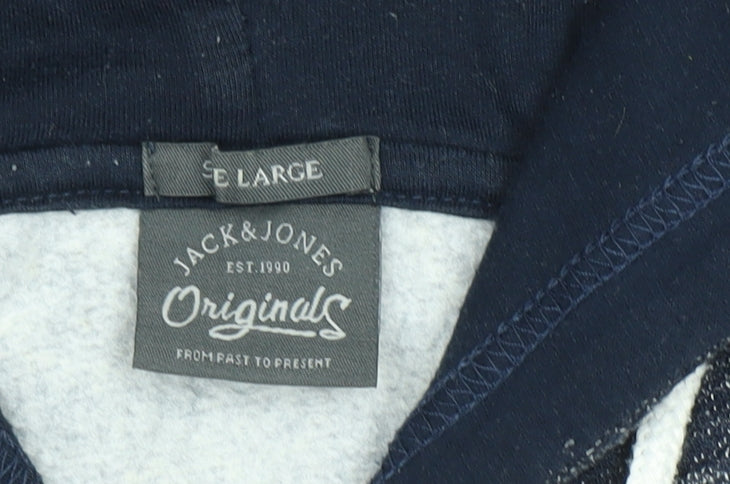 E LARGE
JACK&JONES
EST.1990
Originals
FROM PAST TO PRESENT